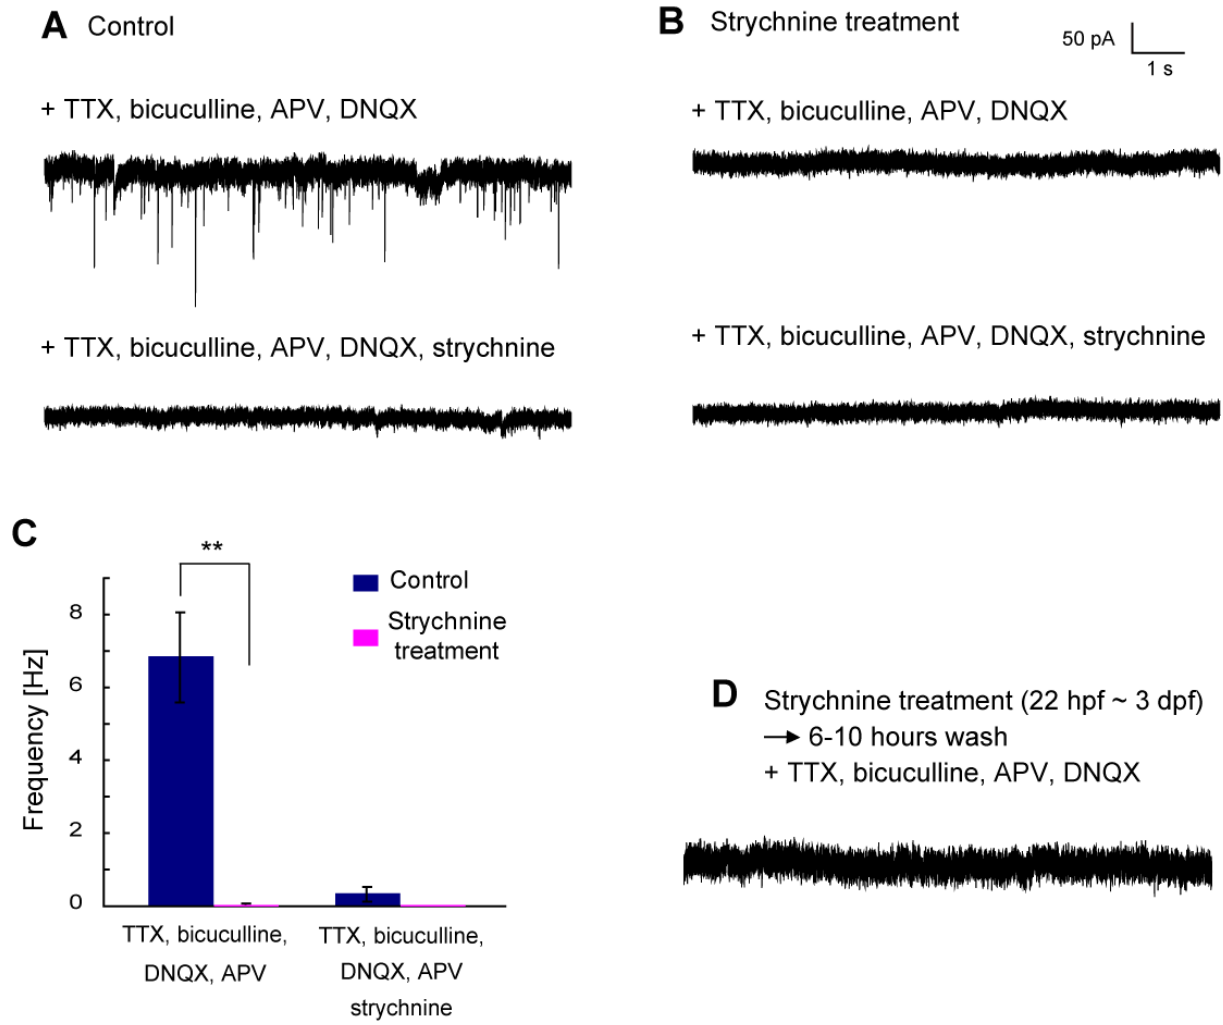 A Control
+ TTX, bicuculline, APV, DNQX
+ TTX, bicuculline, APV, DNQX, strychnine
B Strychnine treatment
50 pA
1 s
+ TTX, bicuculline, APV, DNQX
+ TTX, bicuculline, APV, DNQX, strychnine
C
**
Control
Strychnine
treatment
Frequency [Hz]
8
6
4
2
0
TTX, bicuculline,
DNQX, APV
TTX, bicuculline,
DNQX, APV
strychnine
D Strychnine treatment (22 hpf ~ 3 dpf)
→ 6-10 hours wash
+ TTX, bicuculline, APV, DNQX